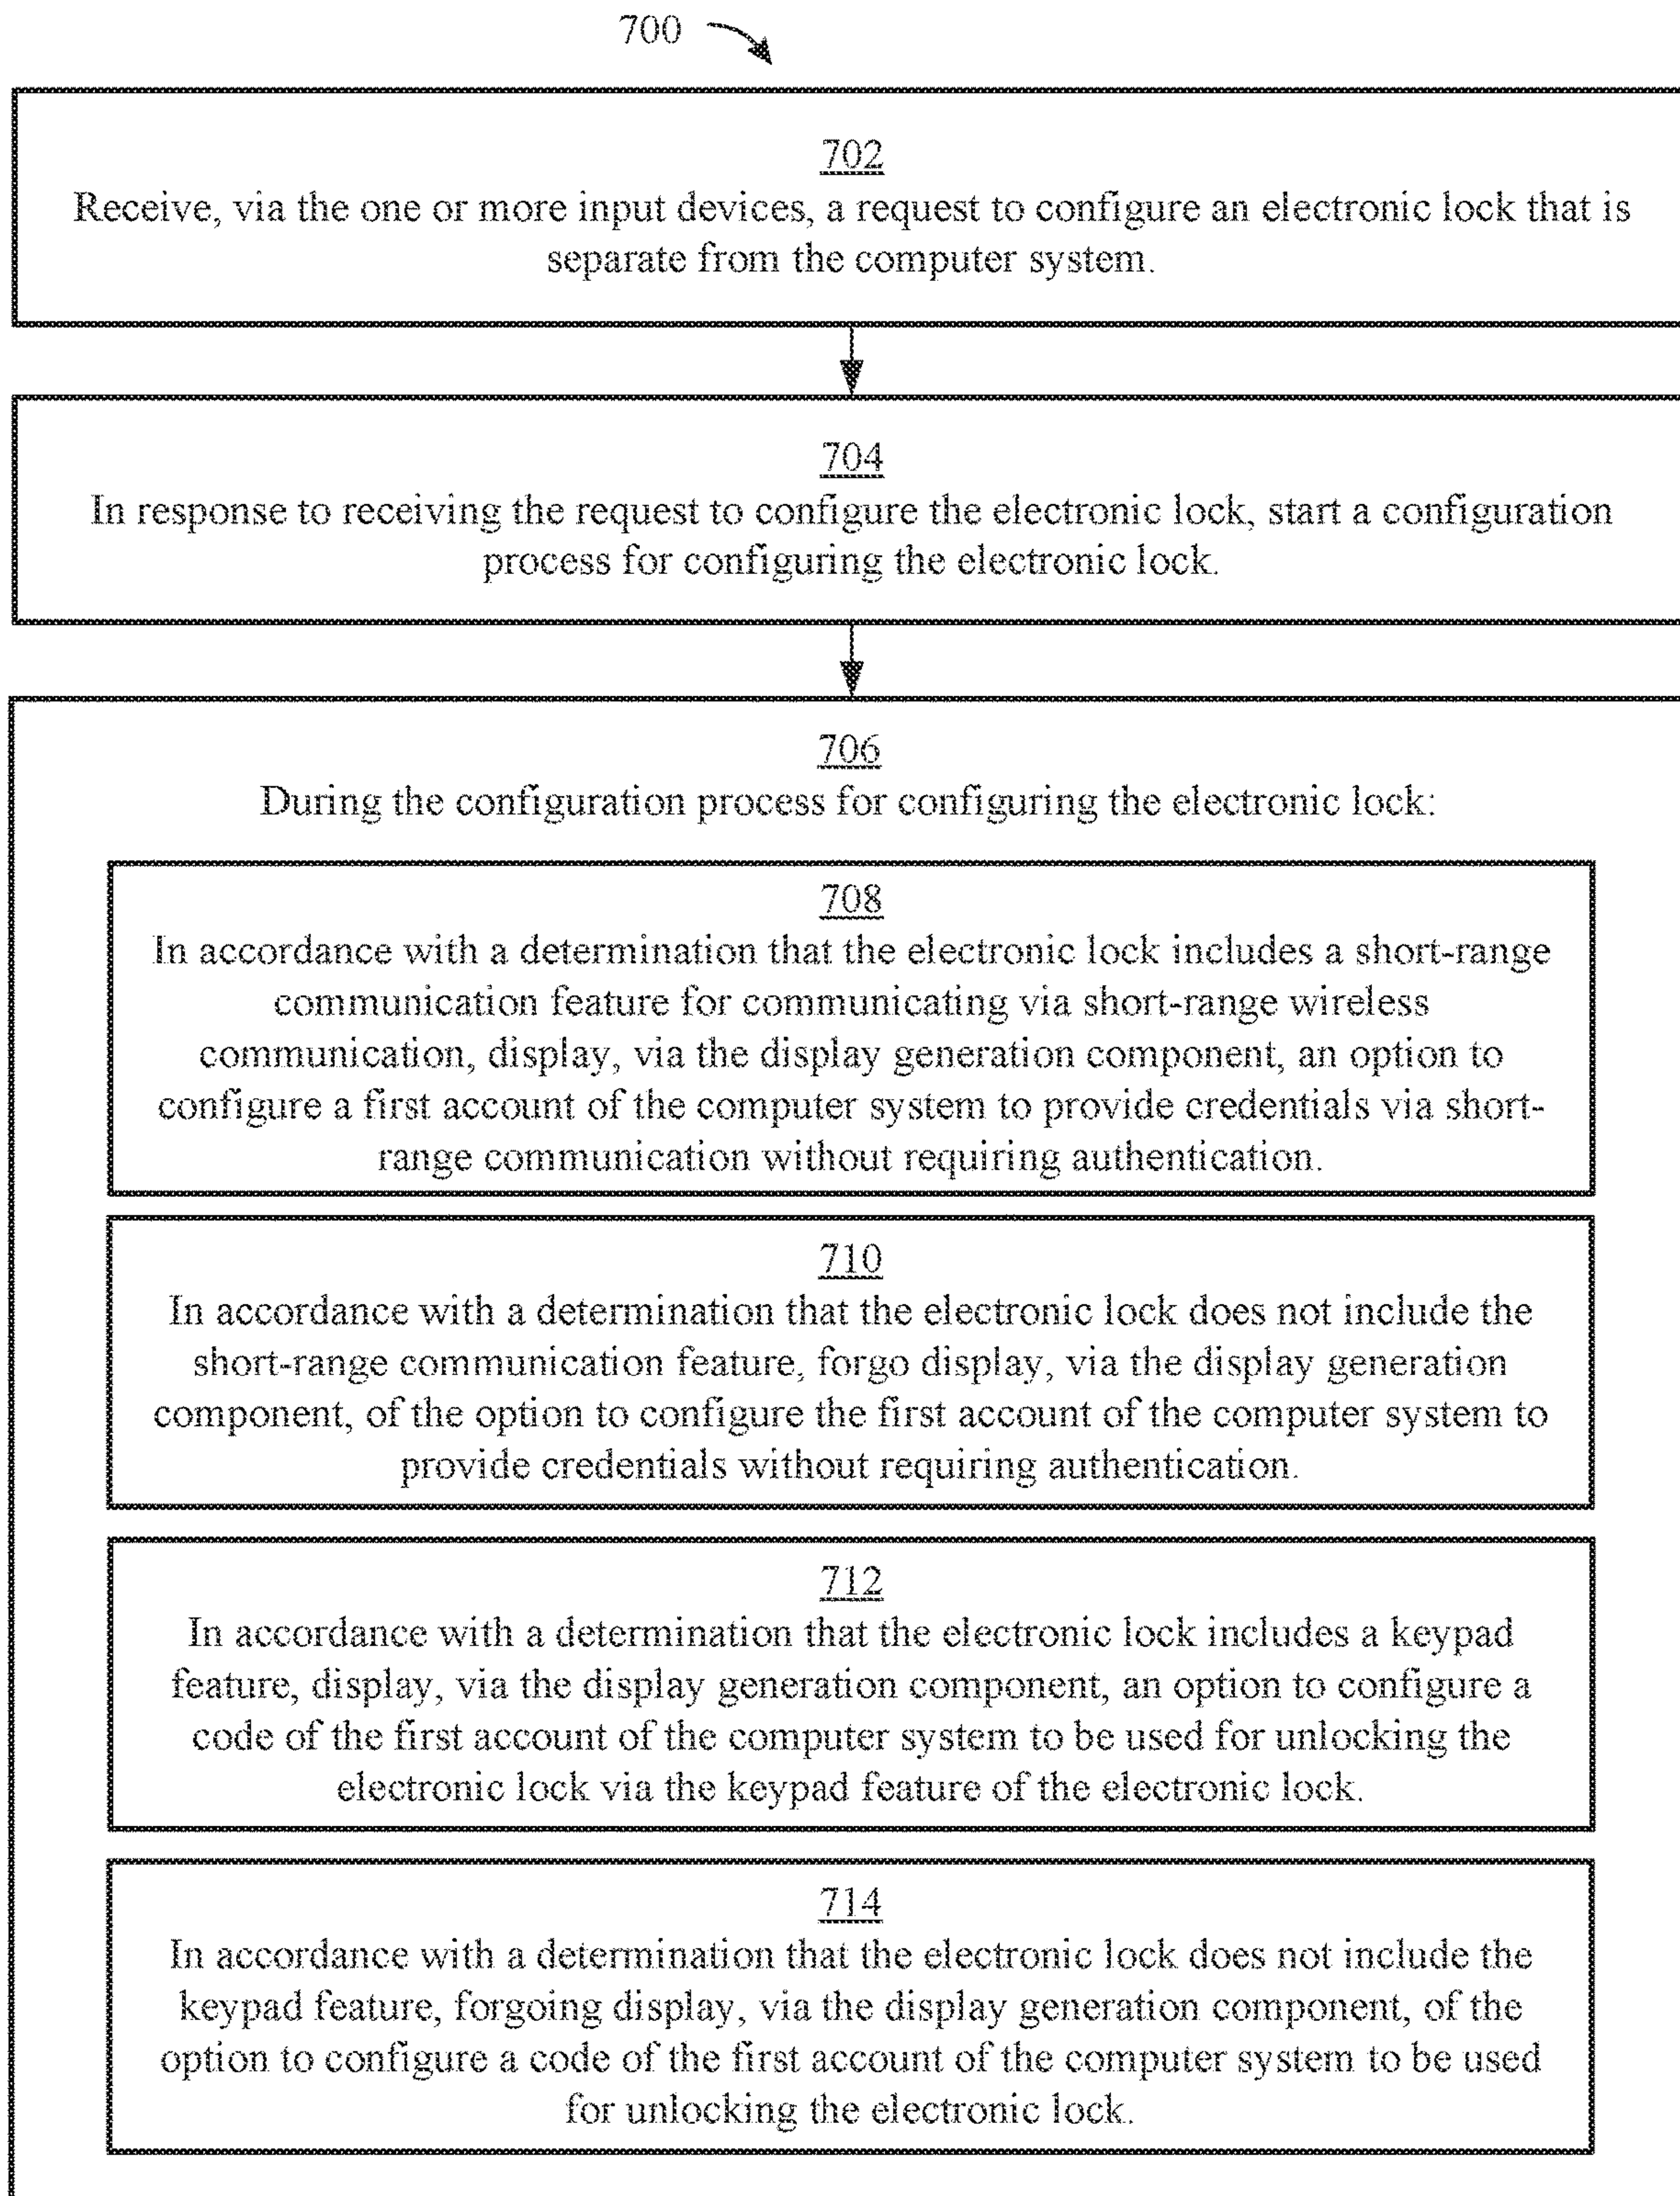 700
702
Receive, via the one or more input devices, a request to configure an electronic lock that is
separate from the computer system.
704
In response to receiving the request to configure the electronic lock, start a configuration
process for configuring the electronic lock.
706
During the configuration process for configuring the electronic lock:
708
In accordance with a determination that the electronic lock includes a short-range
communication feature for communicating via short-range wireless
communication, display, via the display generation component, an option to
configure a first account of the computer system to provide credentials via short-
range communication without requiring authentication.
710
In accordance with a determination that the electronic lock does not include the
short-range communication feature, forgo display, via the display generation
component, of the option to configure the first account of the computer system to
provide credentials without requiring authentication.
712
In accordance with a determination that the electronic lock includes a keypad
feature, display, via the display generation component, an option to configure a
code of the first account of the computer system to be used for unlocking the
electronic lock via the keypad feature of the electronic lock.
714
In accordance with a determination that the electronic lock does not include the
keypad feature, forgoing display, via the display generation component, of the
option to configure a code of the first account of the computer system to be used
for unlocking the electronic lock.